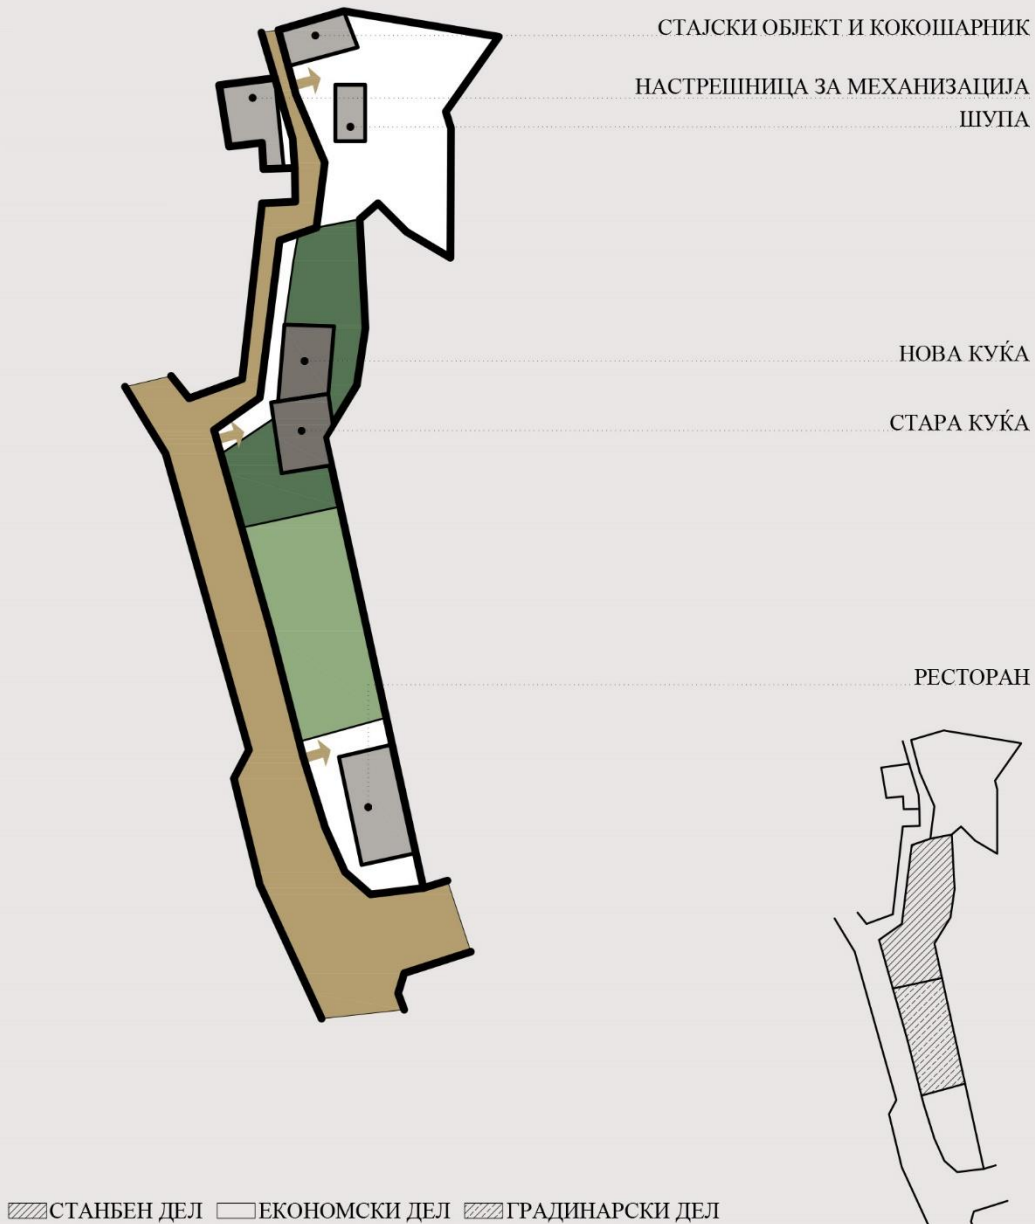 СТАЈСКИ ОБЈЕКТ И КОКОШАРНИК
НАСТРЕШНИЦА ЗА МЕХАНИЗАЦИЈА
ШУПА
НОВА КУЌА
СТАРА КУЌА
РЕСТОРАН
СТАНБЕН ДЕЛ ЕКОНОМСКИ ДЕЛ ГРАДИНАРСКИ ДЕЛ